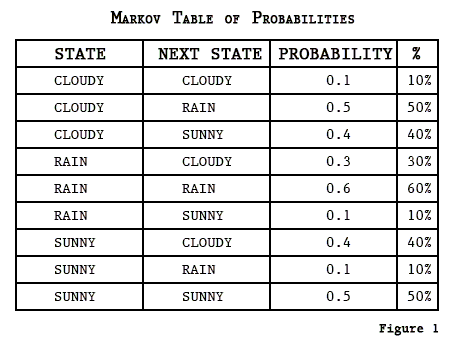 Markov Table of Probabilities
STATE NEXT STATE PROBABILITY %
CLOUDY CLOUDY 0.1 10%
CLOUDY RAIN 0.5 50%
CLOUDY SUNNY 0.4 40%
RAIN CLOUDY 0.3 30%
RAIN RAIN 0.6 60%
RAIN SUNNY 0.1 10%
SUNNY CLOUDY 0.4 40%
SUNNY RAIN 0.1 10%
SUNNY SUNNY 0.5 50%
Figure 1